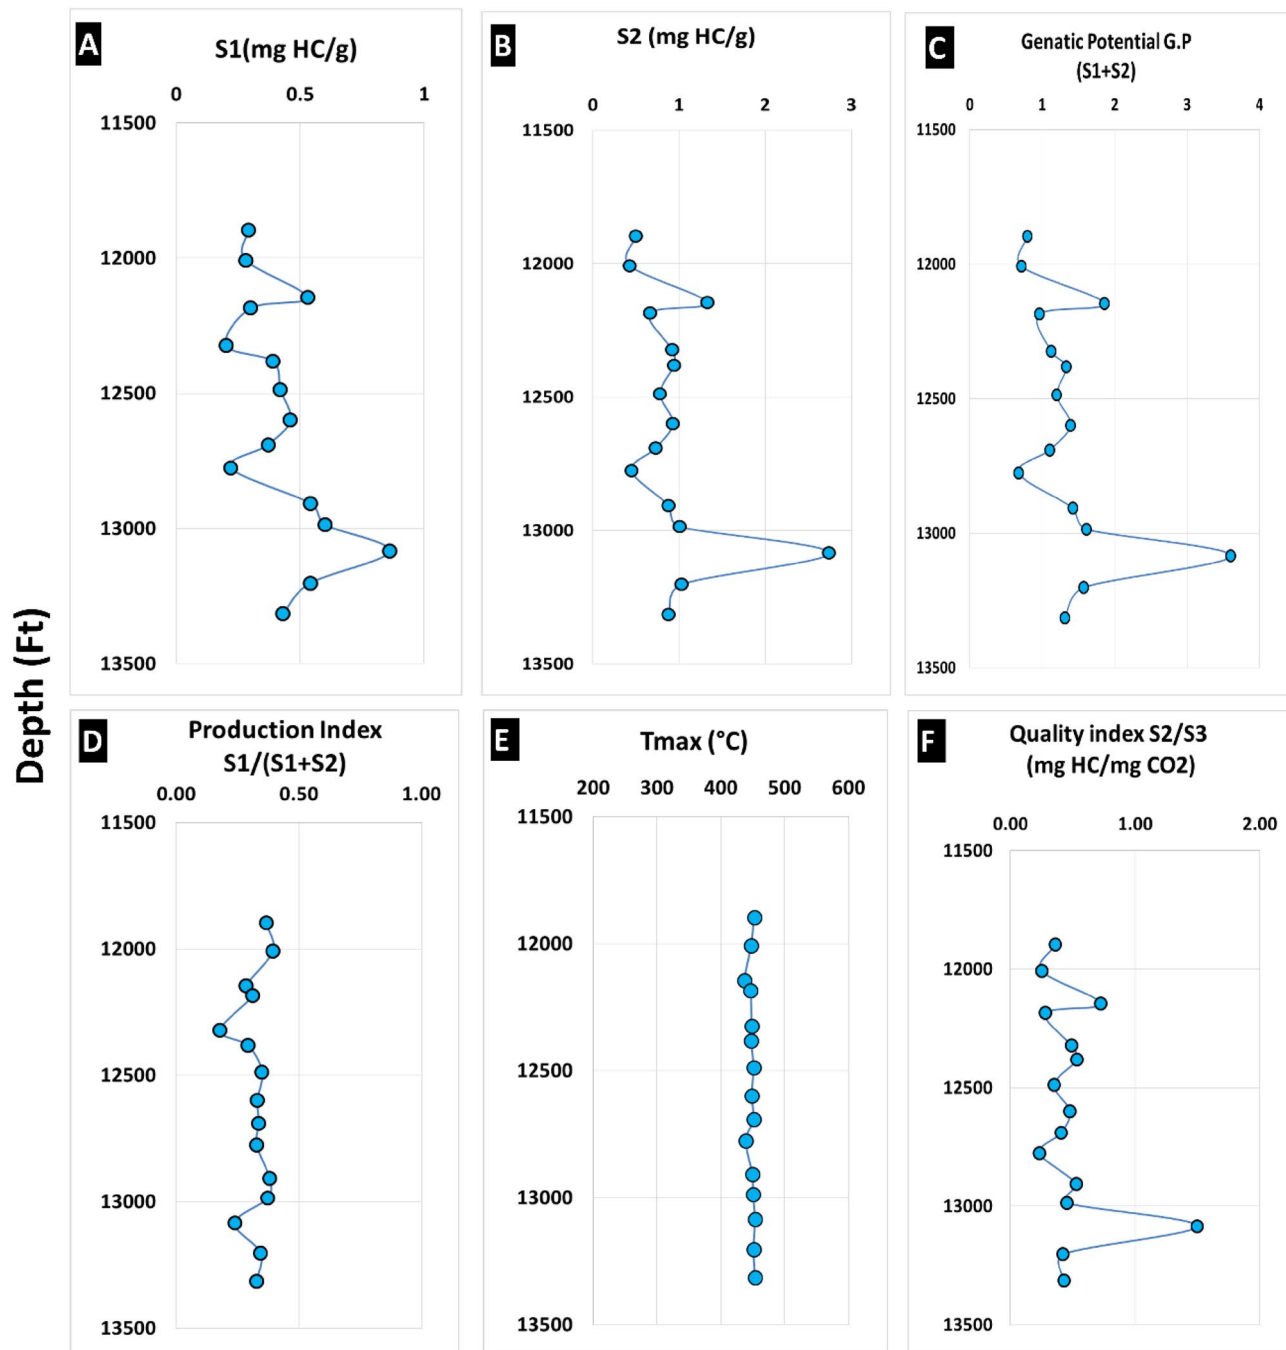 A
S1(mg HC/g)
0 0.5 1
11500
12000
12500
13000
13500
B
S2 (mg HC/g)
0 1 2 3
11500
12000
12500
13000
13500
C
Genatic Potential G.P
(S1+S2)
0 1 2 3 4
11500
12000
12500
13000
13500
Depth (Ft)
D
Production Index
S1/(S1+S2)
0.00 0.50 1.00
11500
12000
12500
13000
13500
E
Tmax (°C)
200 300 400 500 600
11500
12000
12500
13000
13500
F
Quality index S2/S3
(mg HC/mg CO2)
0.00 1.00 2.00
11500
12000
12500
13000
13500